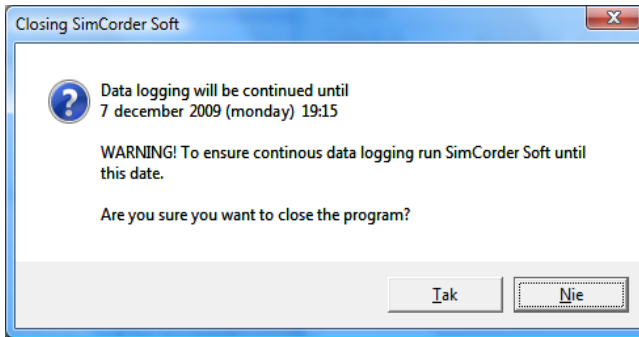 Closing SimCorder Soft
Data logging will be continued until
7 december 2009 (monday) 19:15
WARNING! To ensure continous data logging run SimCorder Soft until
this date.
Are you sure you want to close the program?
Tak
Nie